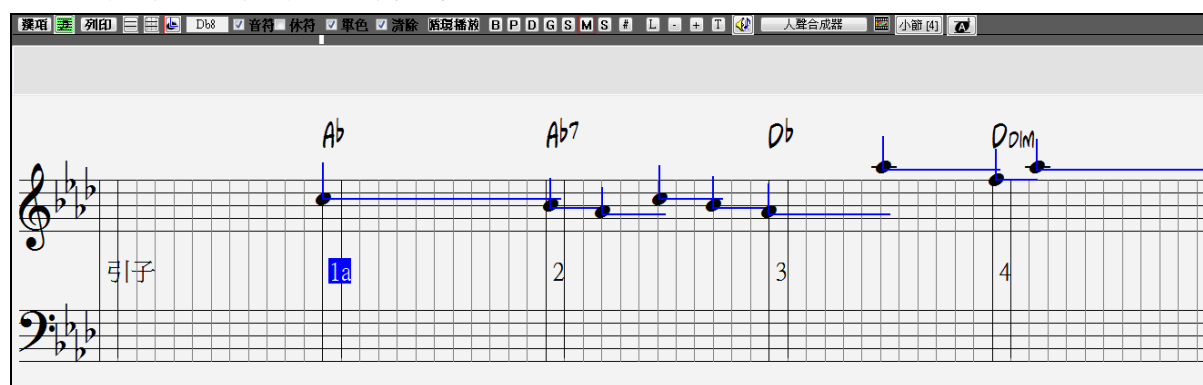 選項 列印 Db8 音符 休符 單色 清除 循環播放 B P D G S M S # L - + T 人聲合成器 小節 [4]
Ab Ab7 Db DDIM
引子 1a 2 3 4